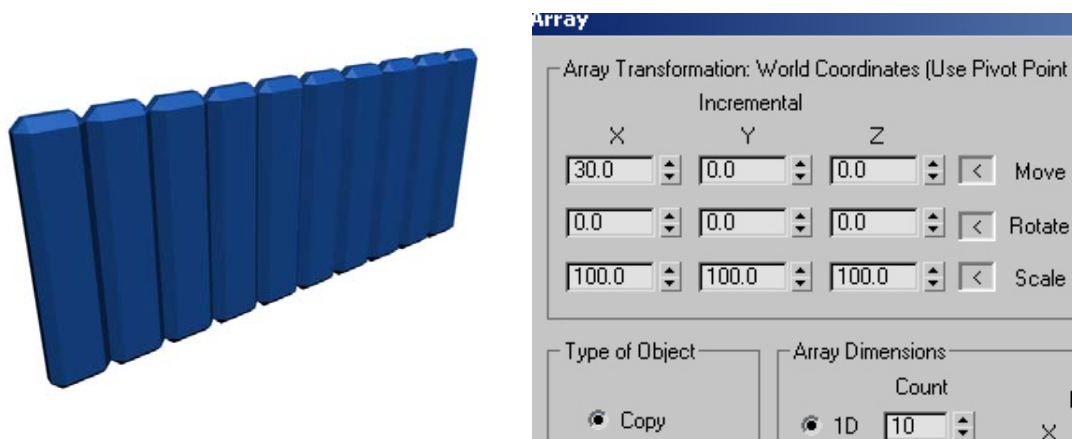 Array
Array Transformation: World Coordinates (Use Pivot Point
Incremental
X Y Z
30.0 0.0 0.0 < Move
0.0 0.0 0.0 < Rotate
100.0 100.0 100.0 < Scale
Type of Object Array Dimensions
Count
Copy 1D 10 X